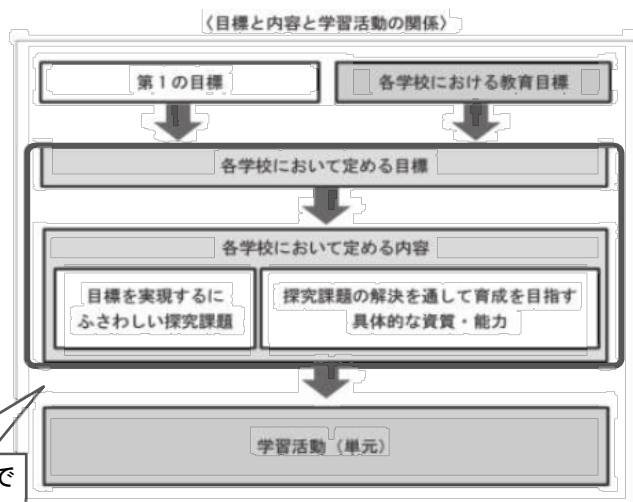 〈目標と内容と学習活動の関係〉
第1の目標
各学校における教育目標
各学校において定める目標
各学校において定める内容
目標を実現するに
ふさわしい探究課題
探究課題の解決を通して育成を目指す
具体的な資質・能力
学習活動（単元）
で